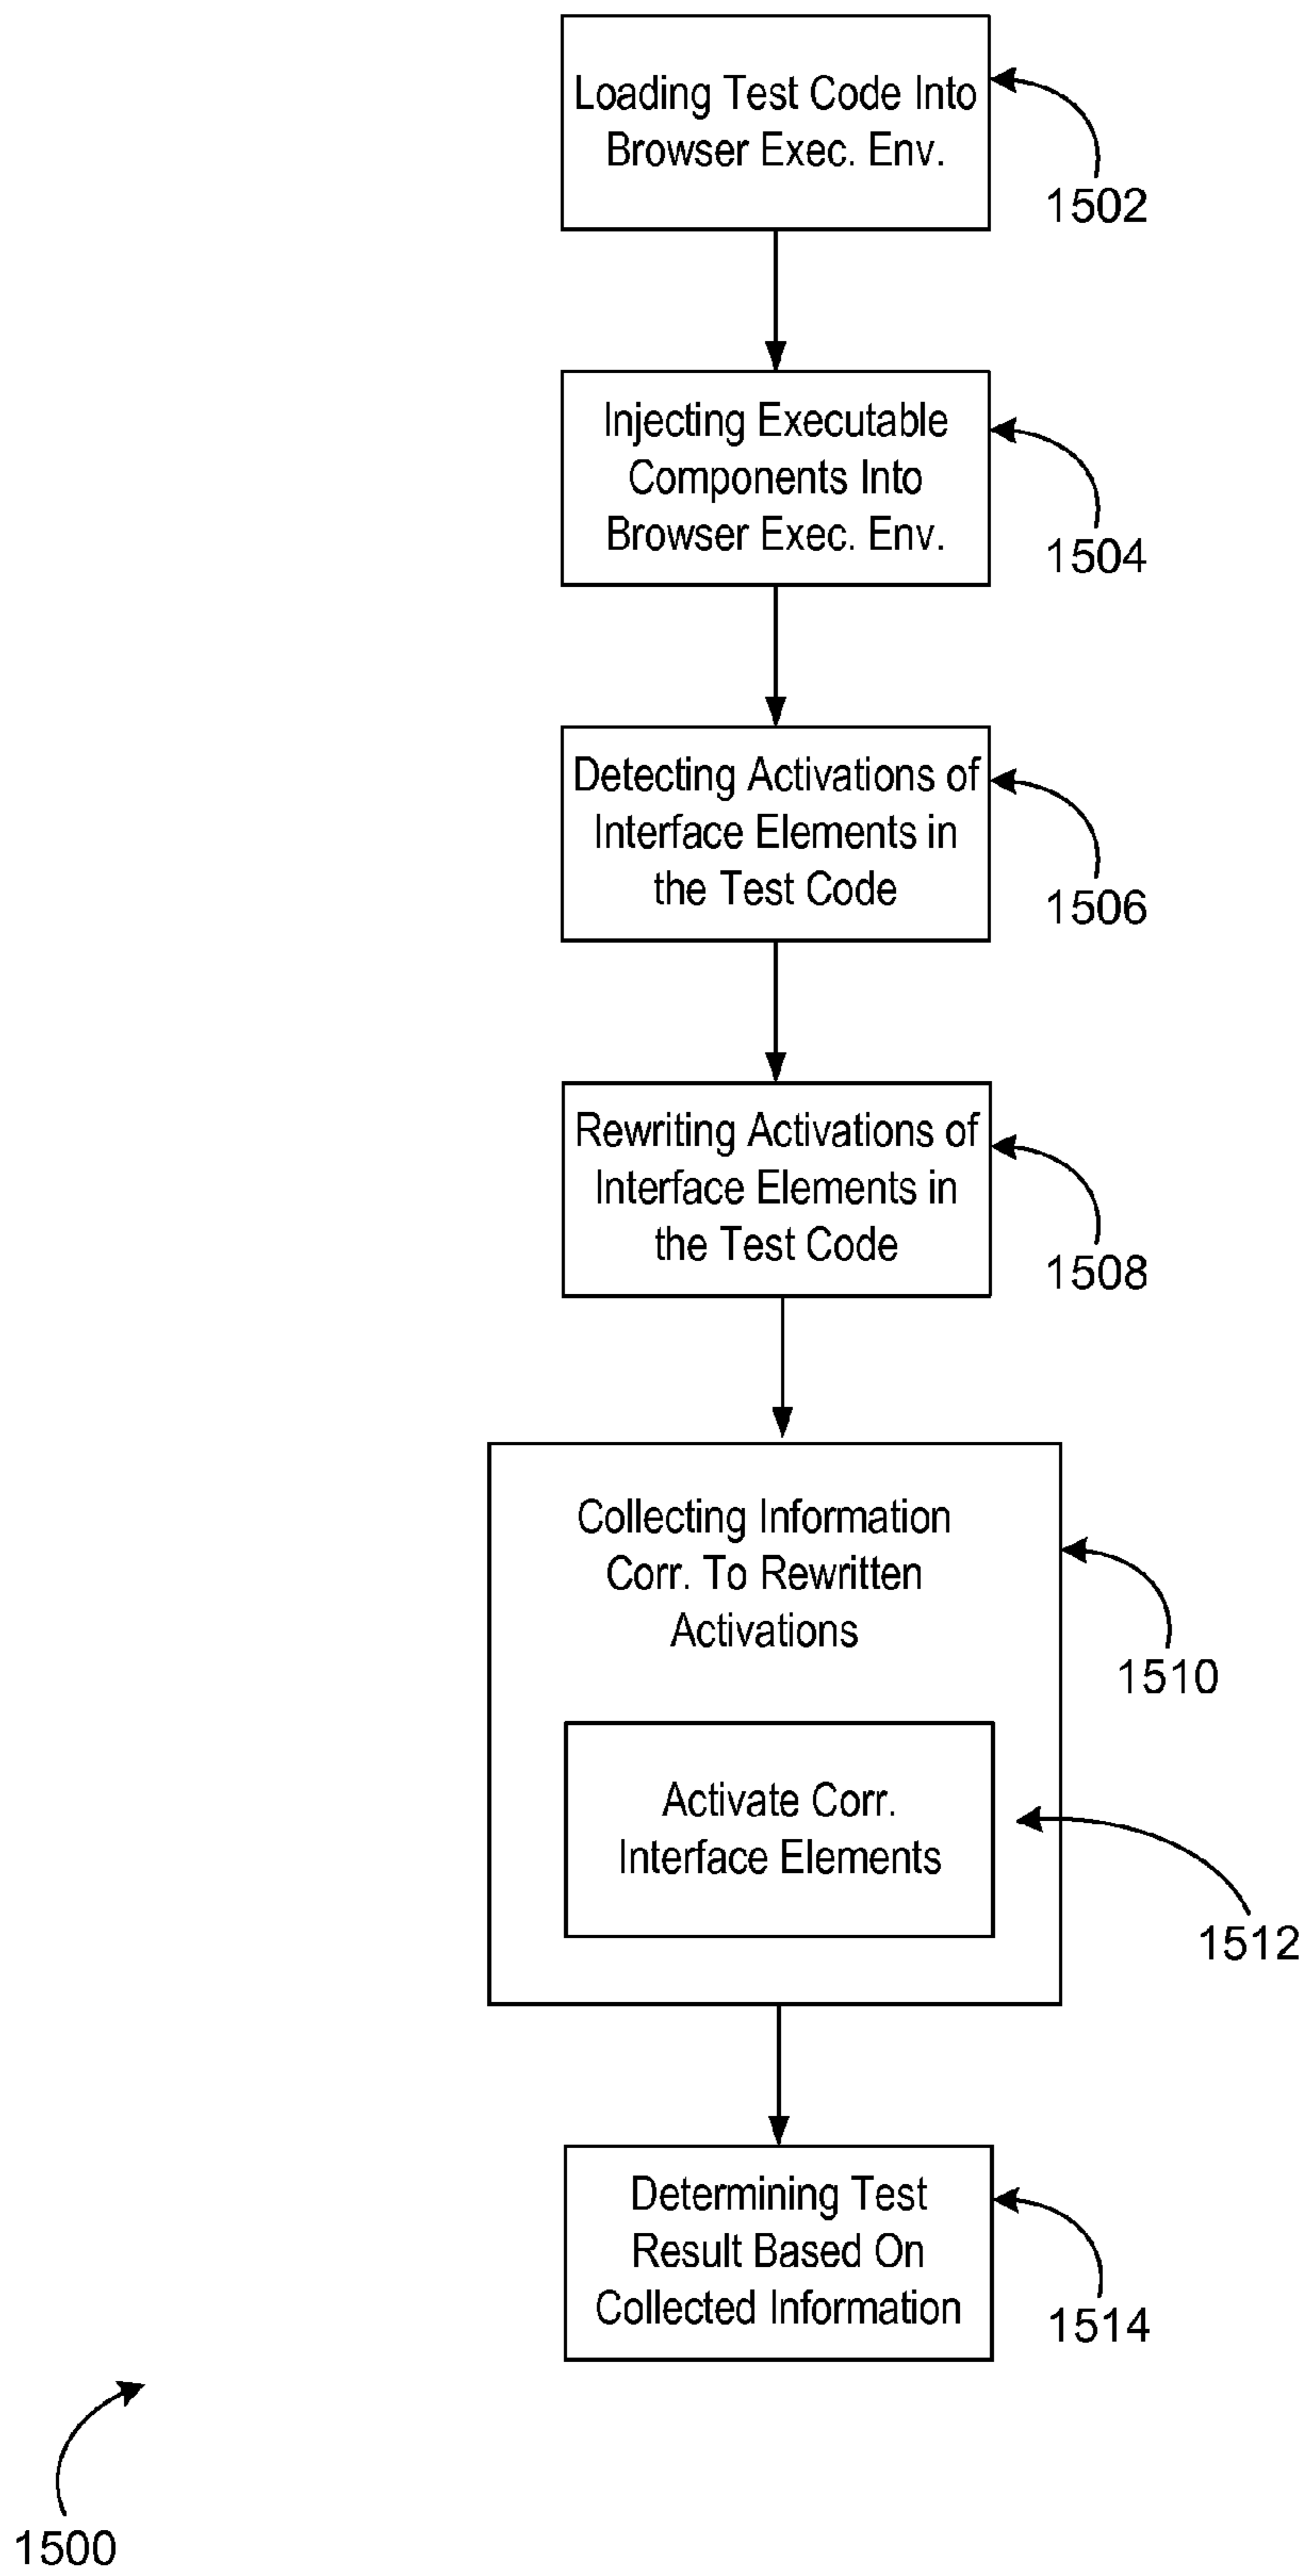 Loading Test Code Into
Browser Exec. Env.
1502
Injecting Executable
Components Into
Browser Exec. Env.
1504
Detecting Activations of
Interface Elements in
the Test Code
1506
Rewriting Activations of
Interface Elements in
the Test Code
1508
Collecting Information
Corr. To Rewritten
Activations
1510
Activate Corr.
Interface Elements
1512
Determining Test
Result Based On
Collected Information
1514
1500